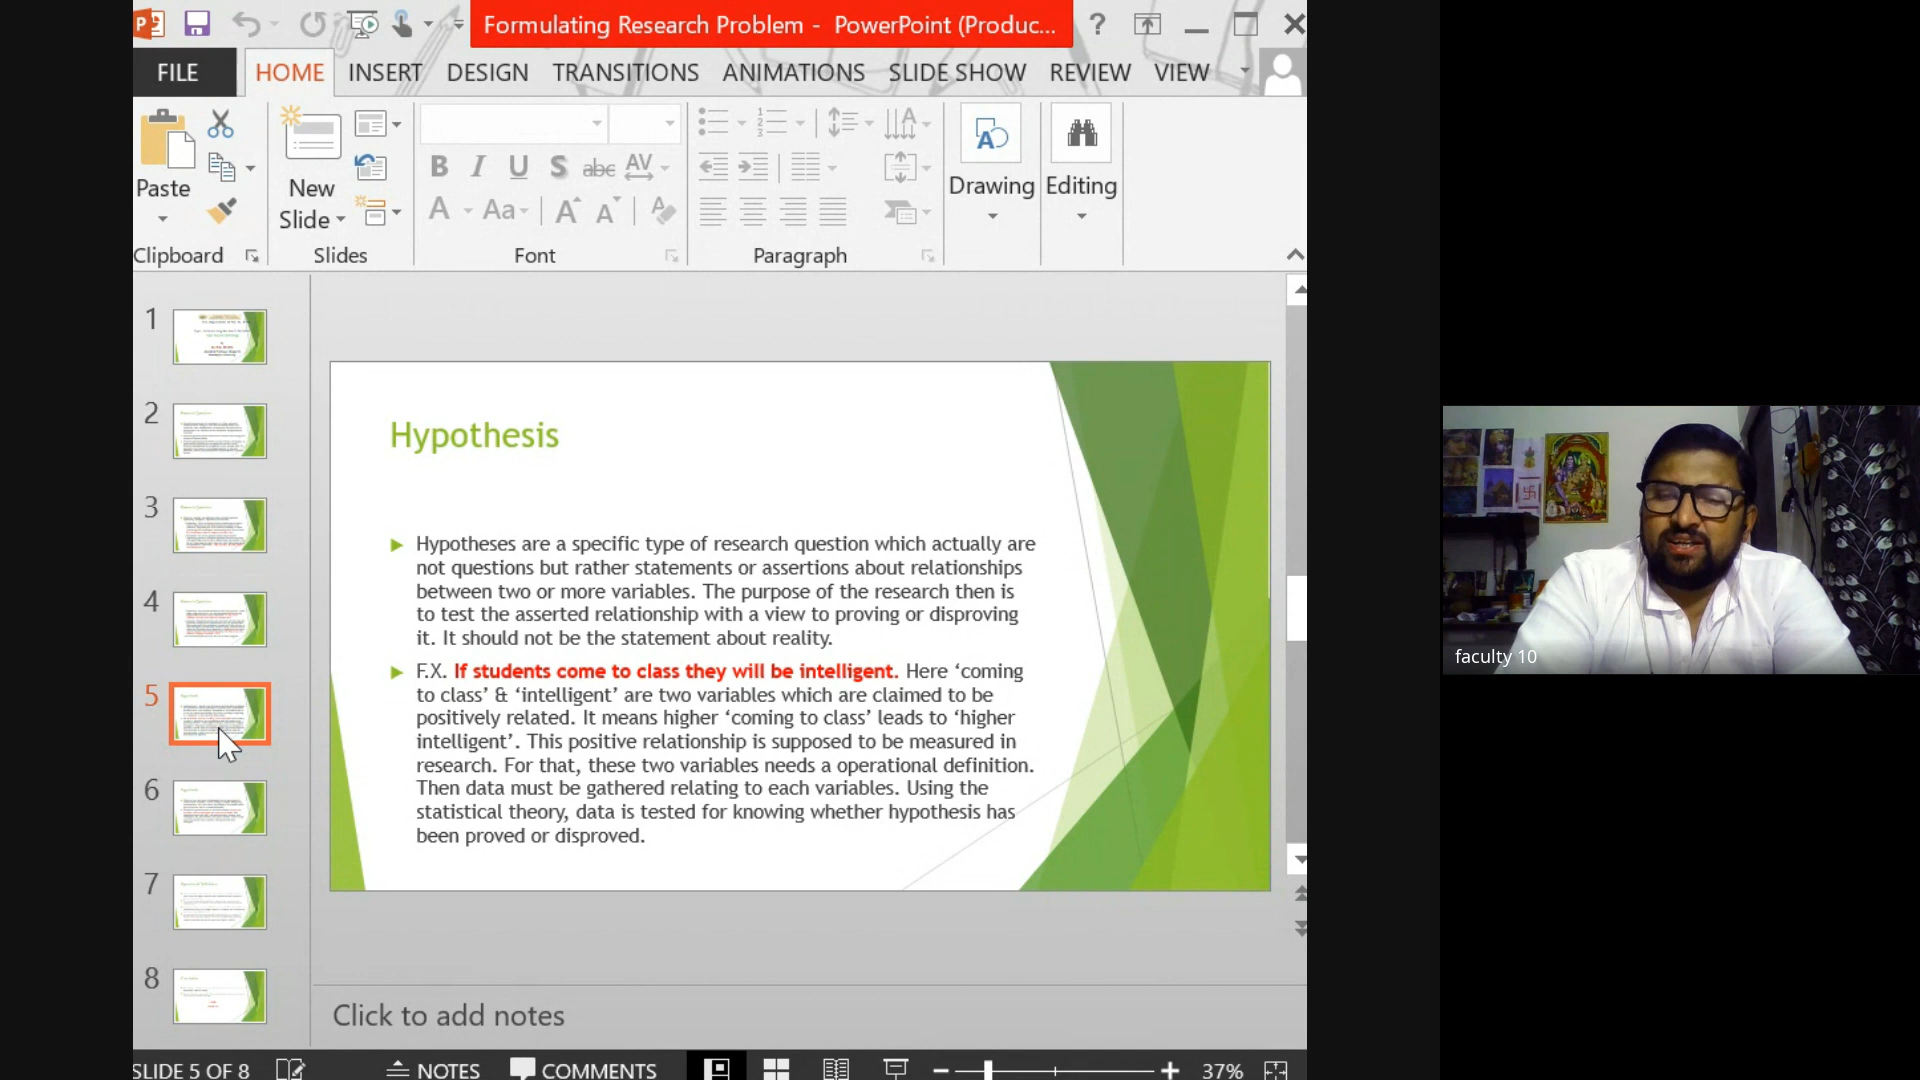 Formulating Research Problem - PowerPoint (Produc...
?
FILE HOME INSERT DESIGN TRANSITIONS ANIMATIONS SLIDE SHOW REVIEW VIEW
Paste
New
Slide
B I U S abc AV
A Aa A A
Drawing
Editing
Clipboard Slides Font Paragraph
1
2
3
4
5
6
7
8
Hypothesis
Hypotheses are a specific type of research question which actually are
not questions but rather statements or assertions about relationships
between two or more variables. The purpose of the research then is
to test the asserted relationship with a view to proving or disproving
it. It should not be the statement about reality.
F.X. If students come to class they will be intelligent. Here ‘coming
to class’ & ‘intelligent’ are two variables which are claimed to be
positively related. It means higher ‘coming to class’ leads to ‘higher
intelligent’. This positive relationship is supposed to be measured in
research. For that, these two variables needs a operational definition.
Then data must be gathered relating to each variables. Using the
statistical theory, data is tested for knowing whether hypothesis has
been proved or disproved.
Click to add notes
SLIDE 5 OF 8 NOTES COMMENTS 37%
faculty 10